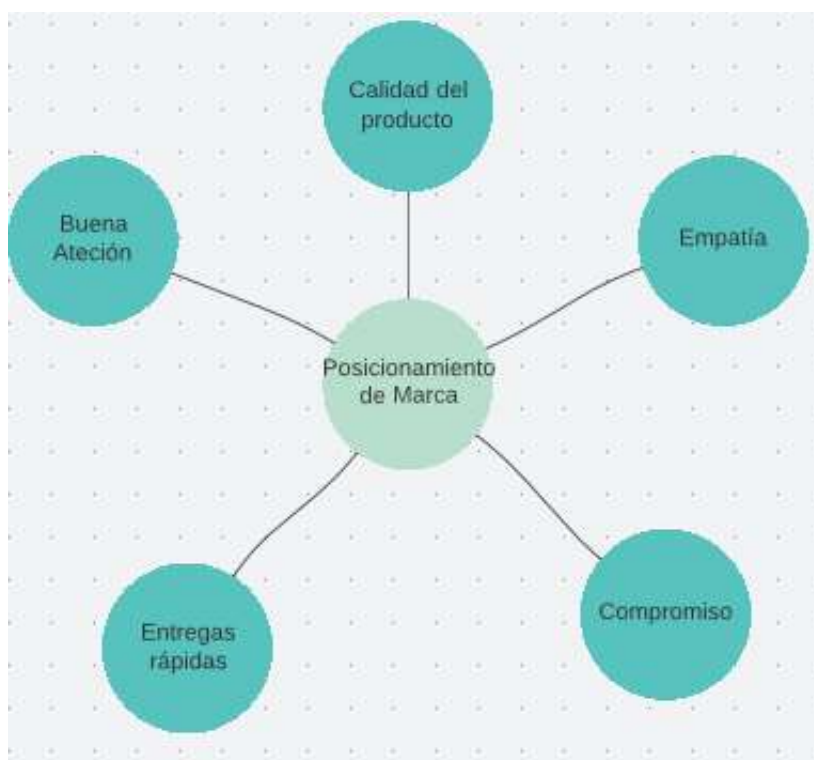 Calidad del
producto
Buena
Ateción
Empatía
Posicionamiento
de Marca
Compromiso
Entregas
rápidas